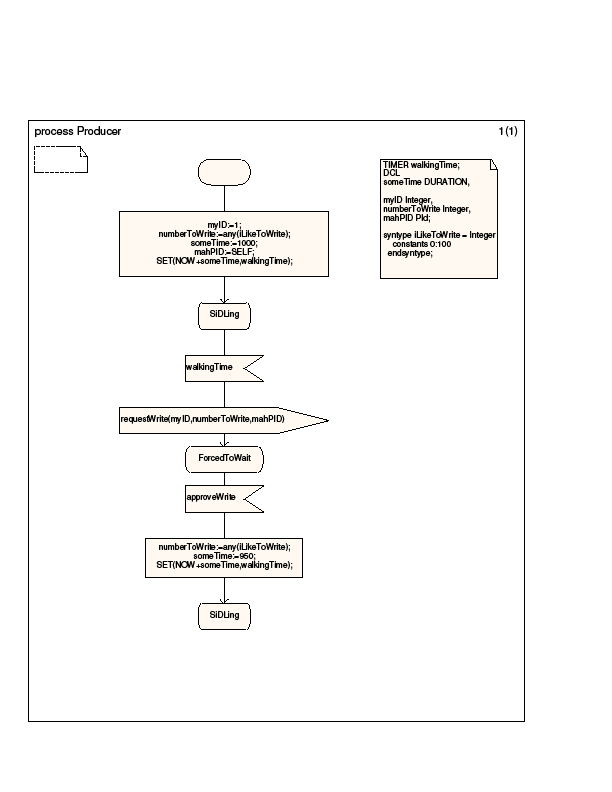 process Producer
1(1)
myID:=1;
numberToWrite:=any(iLikeToWrite);
someTime:=1000;
mahPID:=SELF;
SET(NOW+someTime,walkingTime);
TIMER walkingTime;
DCL
someTime DURATION,
myID Integer,
numberToWrite Integer,
mahPID PId;
syntype iLikeToWrite = Integer
constants 0:100
endsyntype;
SiDLing
walkingTime
requestWrite(myID,numberToWrite,mahPID)
ForcedToWait
approveWrite
numberToWrite:=any(iLikeToWrite);
someTime:=950;
SET(NOW+someTime,walkingTime);
SiDLing